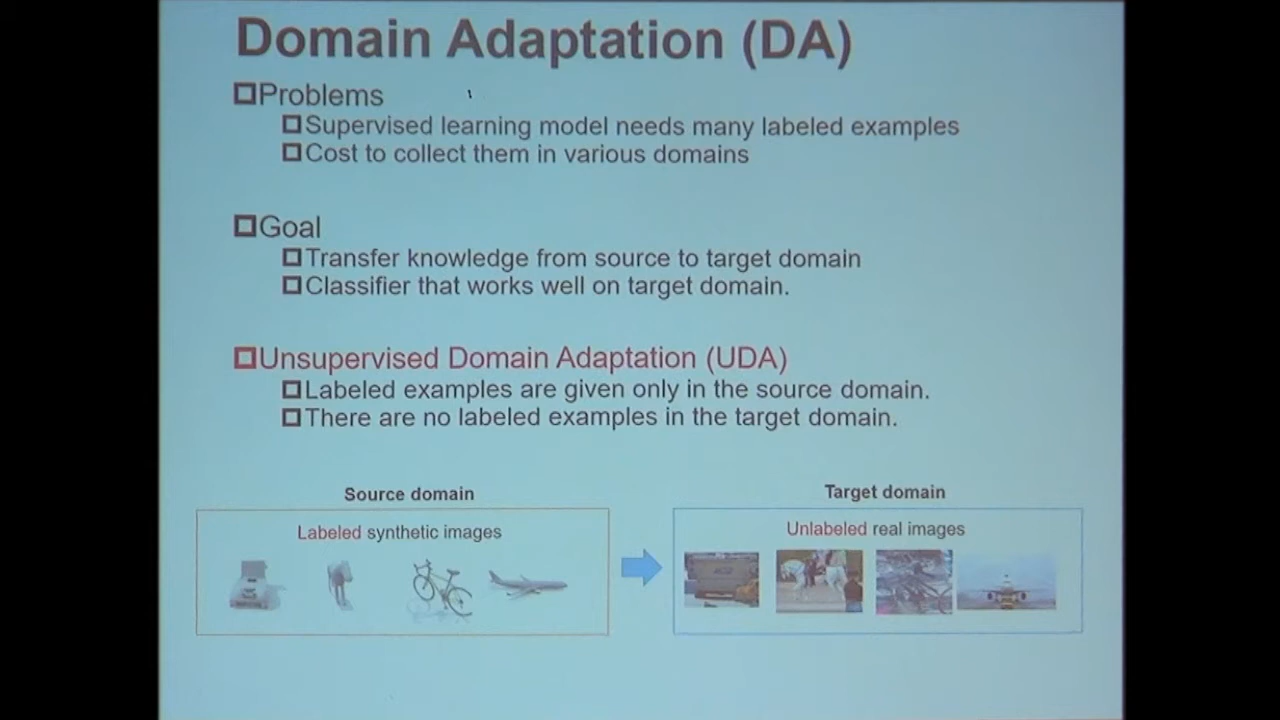 Domain Adaptation (DA)
Problems
Supervised learning model needs many labeled examples
Cost to collect them in various domains
Goal
Transfer knowledge from source to target domain
Classifier that works well on target domain.
Unsupervised Domain Adaptation (UDA)
Labeled examples are given only in the source domain.
There are no labeled examples in the target domain.
Source domain
Labeled synthetic images
Target domain
Unlabeled real images